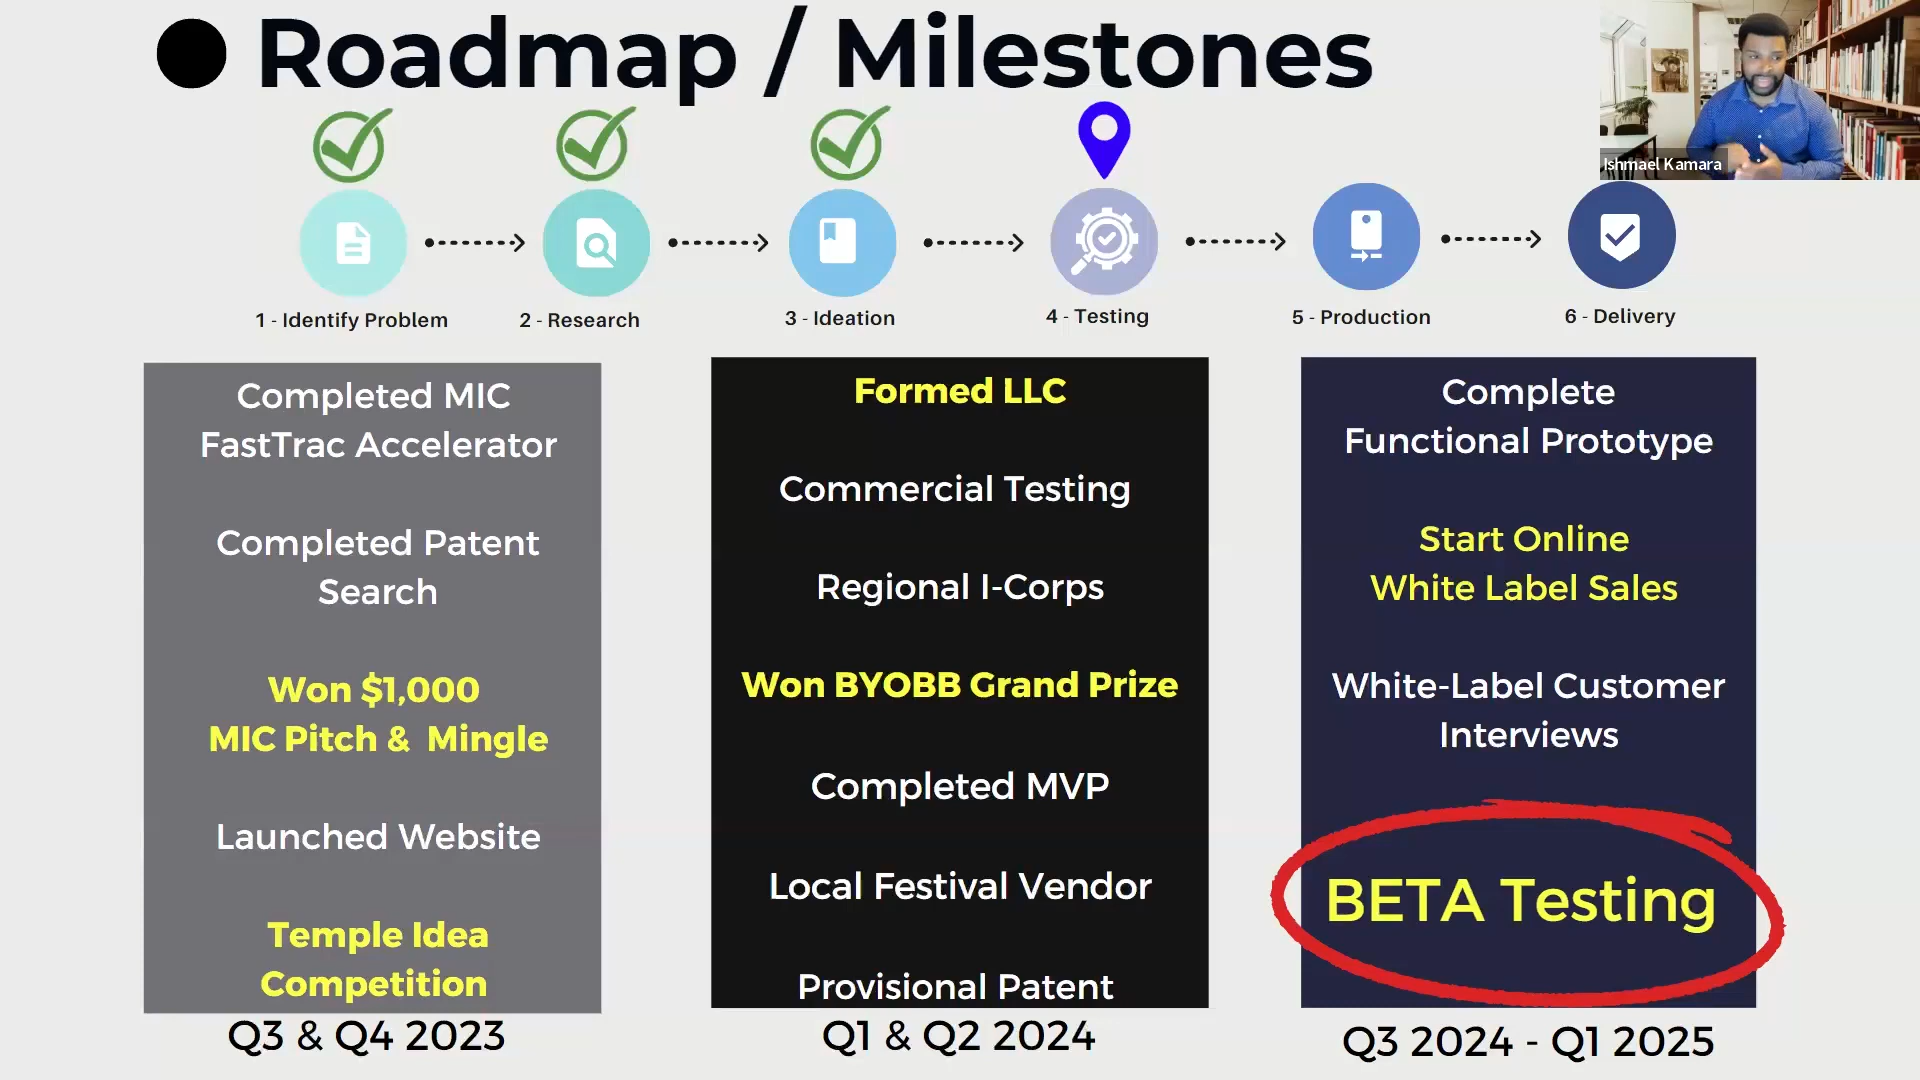 Roadmap / Milestones
Ishmael Kamara
1 - Identify Problem
2 - Research
3 - Ideation
4 - Testing
5 - Production
6 - Delivery
Completed MIC
FastTrac Accelerator
Completed Patent
Search
Won $1,000
MIC Pitch & Mingle
Launched Website
Temple Idea
Competition
Q3 & Q4 2023
Formed LLC
Commercial Testing
Regional I-Corps
Won BYOBB Grand Prize
Completed MVP
Local Festival Vendor
Provisional Patent
Q1 & Q2 2024
Complete
Functional Prototype
Start Online
White Label Sales
White-Label Customer
Interviews
BETA Testing
Q3 2024 - Q1 2025